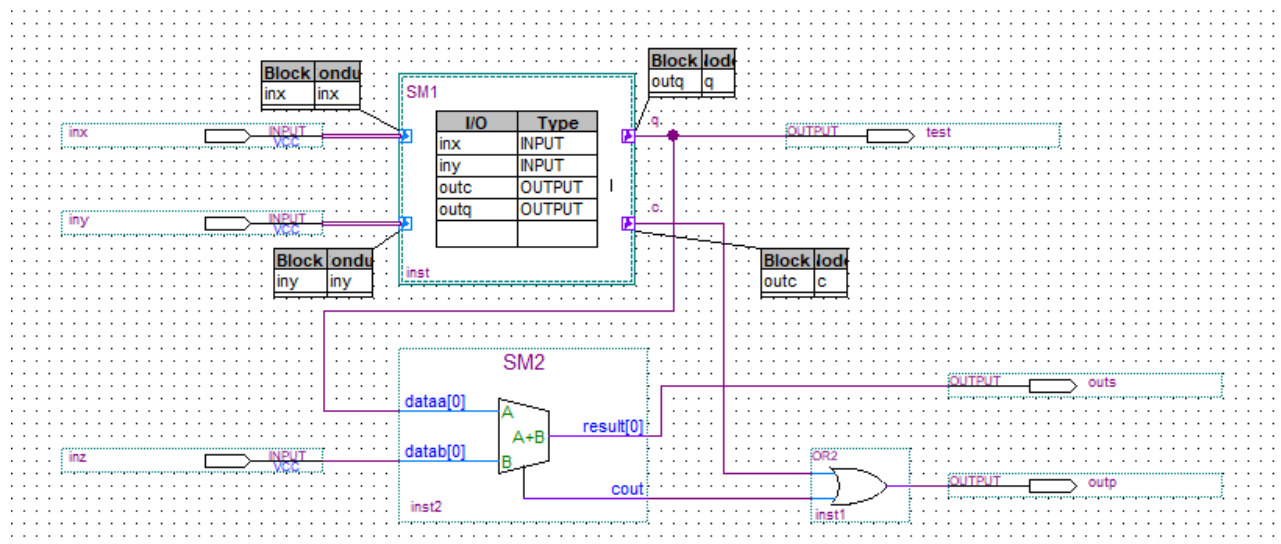 Block ondu
inx inx
Block lod
outq q
SM1
inx
INPUT
VCC
I/O Type
inx INPUT
iny INPUT
outc OUTPUT
outq OUTPUT
I
q
OUTPUT
test
iny
INPUT
VCC
c
Block ondu
iny iny
inst
Block lod
outc c
SM2
dataa[0]
A
A+B
result[0]
OUTPUT
outs
inz
INPUT
VCC
datab[0]
B
cout
inst2
OR2
inst1
OUTPUT
outp